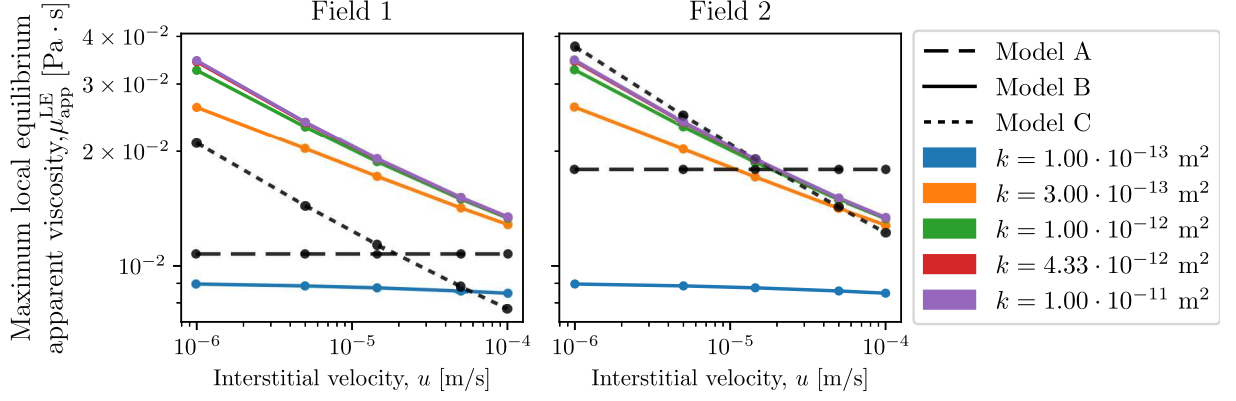 Field 1
Field 2
Maximum local equilibrium
apparent viscosity, μ_app^LE [Pa · s]
4 × 10⁻²
3 × 10⁻²
2 × 10⁻²
10⁻²
10⁻⁶
10⁻⁵
10⁻⁴
Interstitial velocity, u [m/s]
10⁻⁶
10⁻⁵
10⁻⁴
Interstitial velocity, u [m/s]
Model A
Model B
Model C
k = 1.00 · 10⁻¹³ m²
k = 3.00 · 10⁻¹³ m²
k = 1.00 · 10⁻¹² m²
k = 4.33 · 10⁻¹² m²
k = 1.00 · 10⁻¹¹ m²